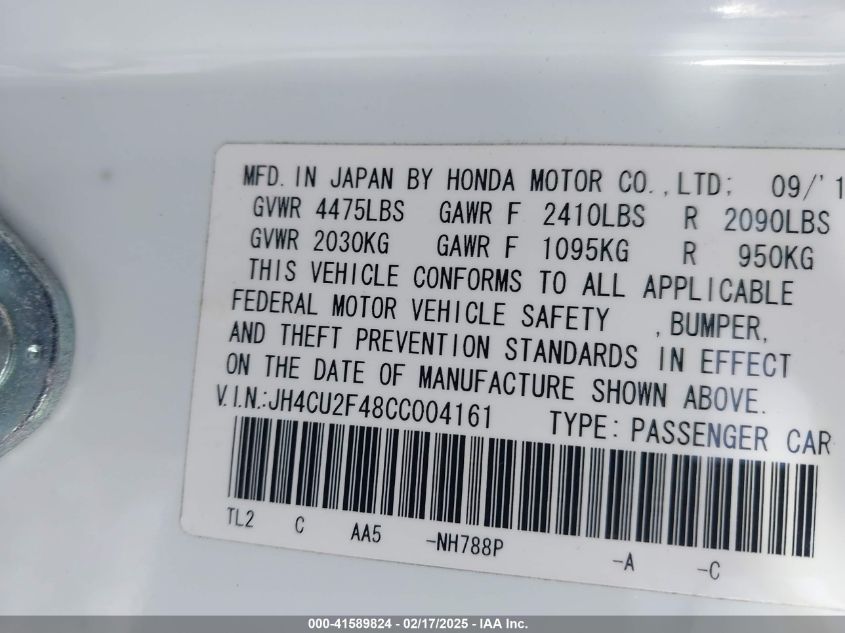 MFD. IN JAPAN BY HONDA MOTOR CO., LTD; 09/'1
GVWR 4475LBS GAWR F 2410LBS R 2090LBS
GVWR 2030KG GAWR F 1095KG R 950KG
THIS VEHICLE CONFORMS TO ALL APPLICABLE
FEDERAL MOTOR VEHICLE SAFETY , BUMPER,
AND THEFT PREVENTION STANDARDS IN EFFECT
ON THE DATE OF MANUFACTURE SHOWN ABOVE.
V.I.N.:JH4CU2F48CC004161 TYPE: PASSENGER CAR
TL2 C AA5 -NH788P -A -C
000-41589824 - 02/17/2025 - IAA Inc.